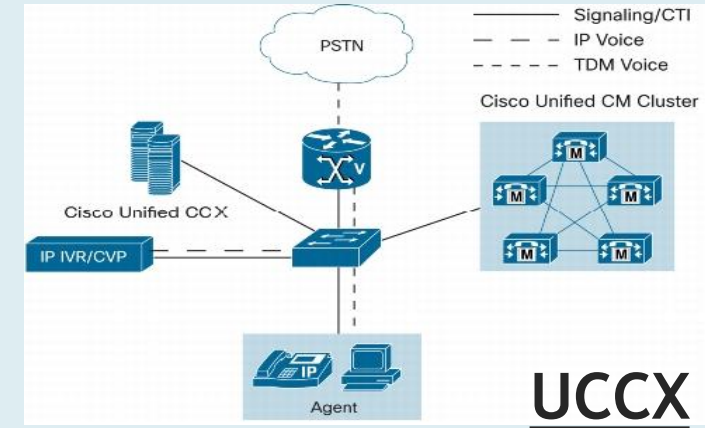 PSTN
Signaling/CTI
IP Voice
TDM Voice
Cisco Unified CM Cluster
V
M
M
M
M
M
Cisco Unified CCX
IP IVR/CVP
IP
Agent
UCCX